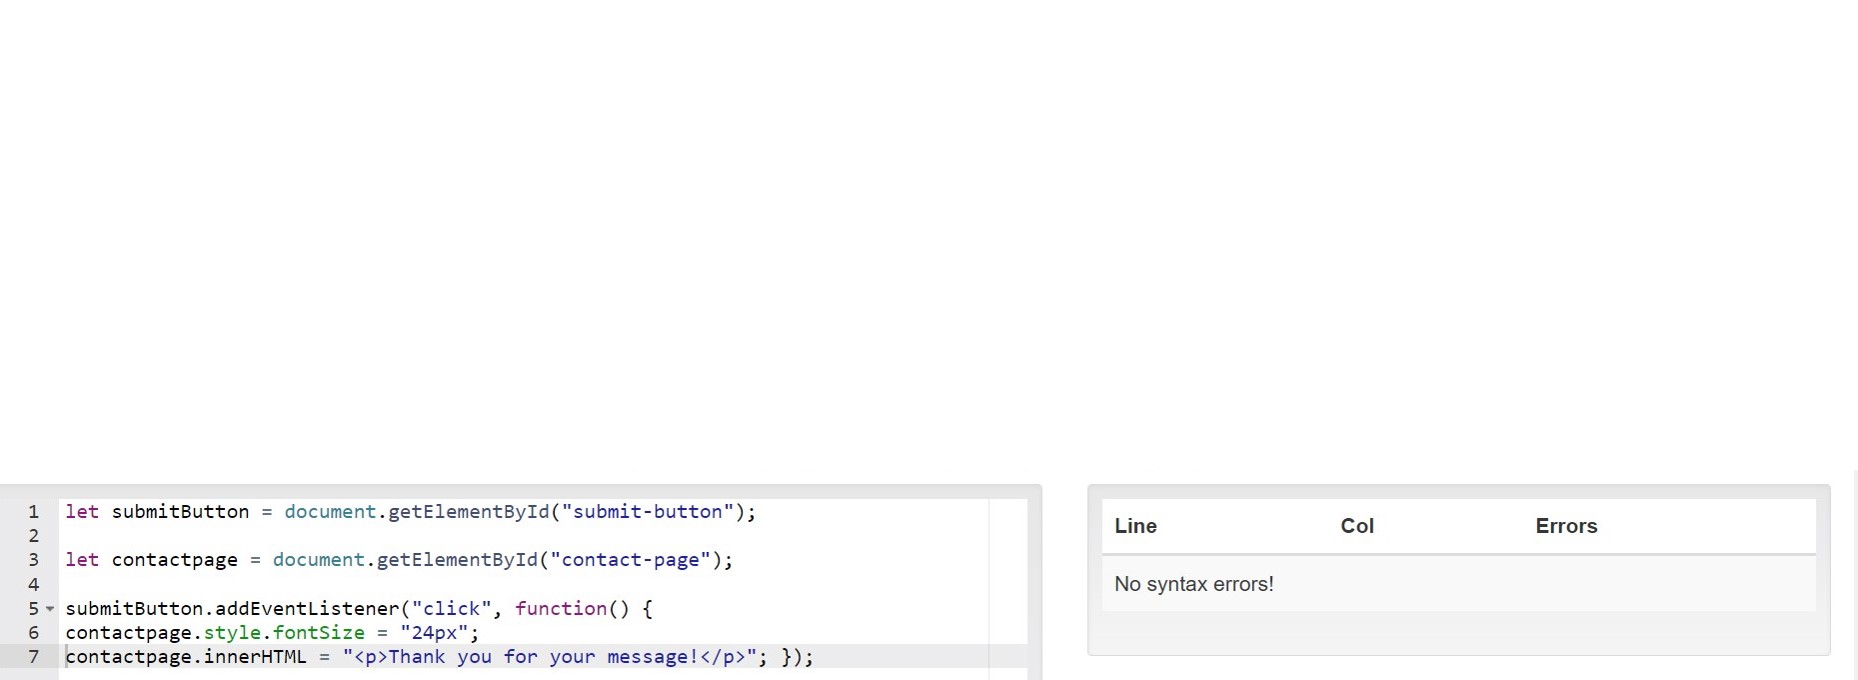 1 let submitButton = document.getElementById("submit-button");
2
3 let contactpage = document.getElementById("contact-page");
4
5 submitButton.addEventListener("click", function() {
6 contactpage.style.fontSize = "24px";
7 contactpage.innerHTML = "<p>Thank you for your message!</p>"; });
Line Col Errors
No syntax errors!